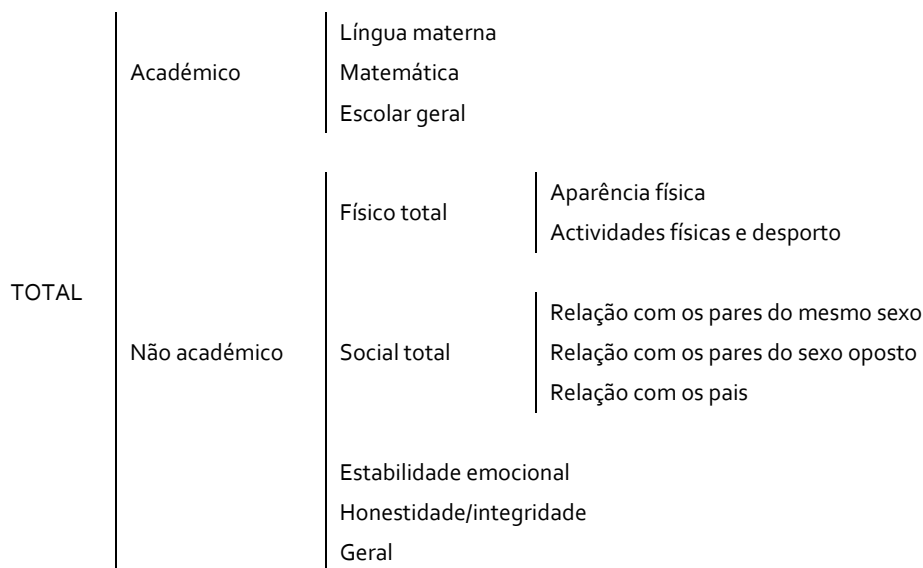 Língua materna
Académico Matemática
Escolar geral
Aparência física
Físico total
Actividades físicas e desporto
TOTAL
Relação com os pares do mesmo sexo
Não académico Social total Relação com os pares do sexo oposto
Relação com os pais
Estabilidade emocional
Honestidade/integridade
Geral